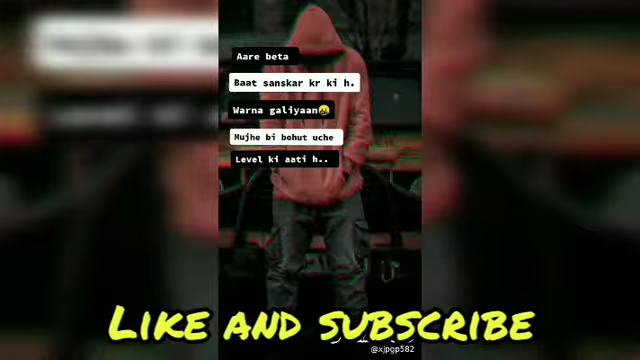 Aare beta
Baat sanskar kr ki h.
Warna galiyaan🤬
Mujhe bi bohut uche
Level ki aati h..
LIKE AND SUBSCRIBE
@xjpgp582